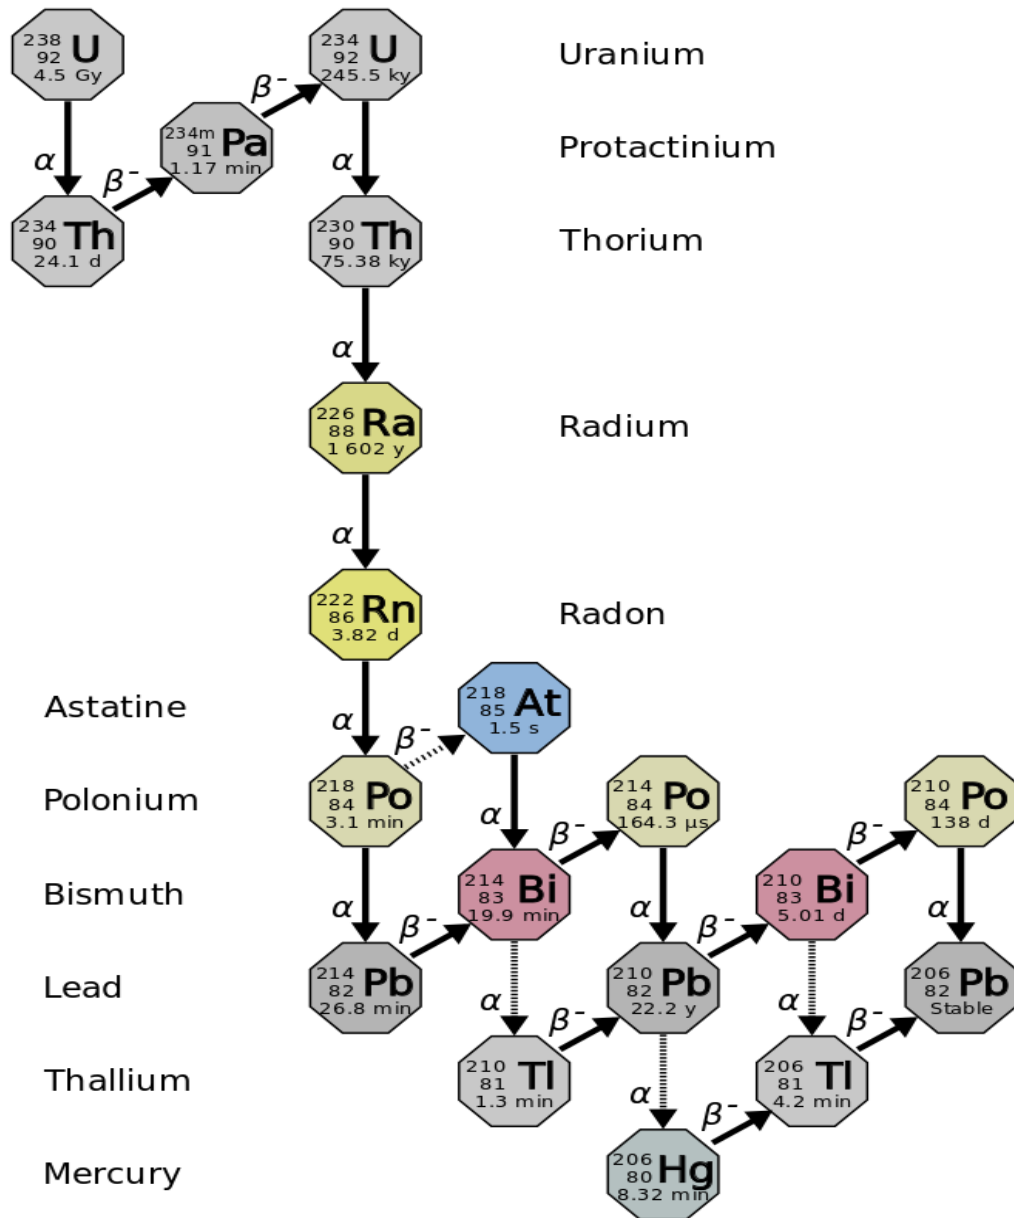 238
92 U
4.5 Gy
234
92 U
245.5 ky
Uranium
β⁻
234m
91 Pa
1.17 min
Protactinium
α
β⁻
α
234
90 Th
24.1 d
230
90 Th
75.38 ky
Thorium
α
226
88 Ra
1 602 y
Radium
α
222
86 Rn
3.82 d
Radon
Astatine
α
β⁻
218
85 At
1.5 s
Polonium
218
84 Po
3.1 min
α
β⁻
214
84 Po
164.3 µs
β⁻
210
84 Po
138 d
Bismuth
α
β⁻
214
83 Bi
19.9 min
α
β⁻
210
83 Bi
5.01 d
α
Lead
214
82 Pb
26.8 min
α
β⁻
210
82 Pb
22.2 y
α
β⁻
206
82 Pb
Stable
Thallium
210
81 Tl
1.3 min
α
β⁻
206
81 Tl
4.2 min
Mercury
206
80 Hg
8.32 min